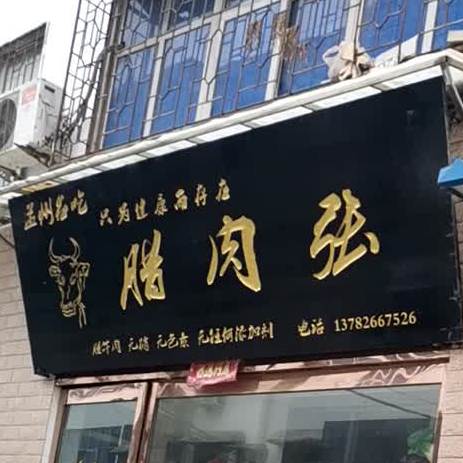 孟州名吃 只为健康而存在
腊肉张
腊牛肉 无硝 无色素 无任何添加剂 电话 13782667526